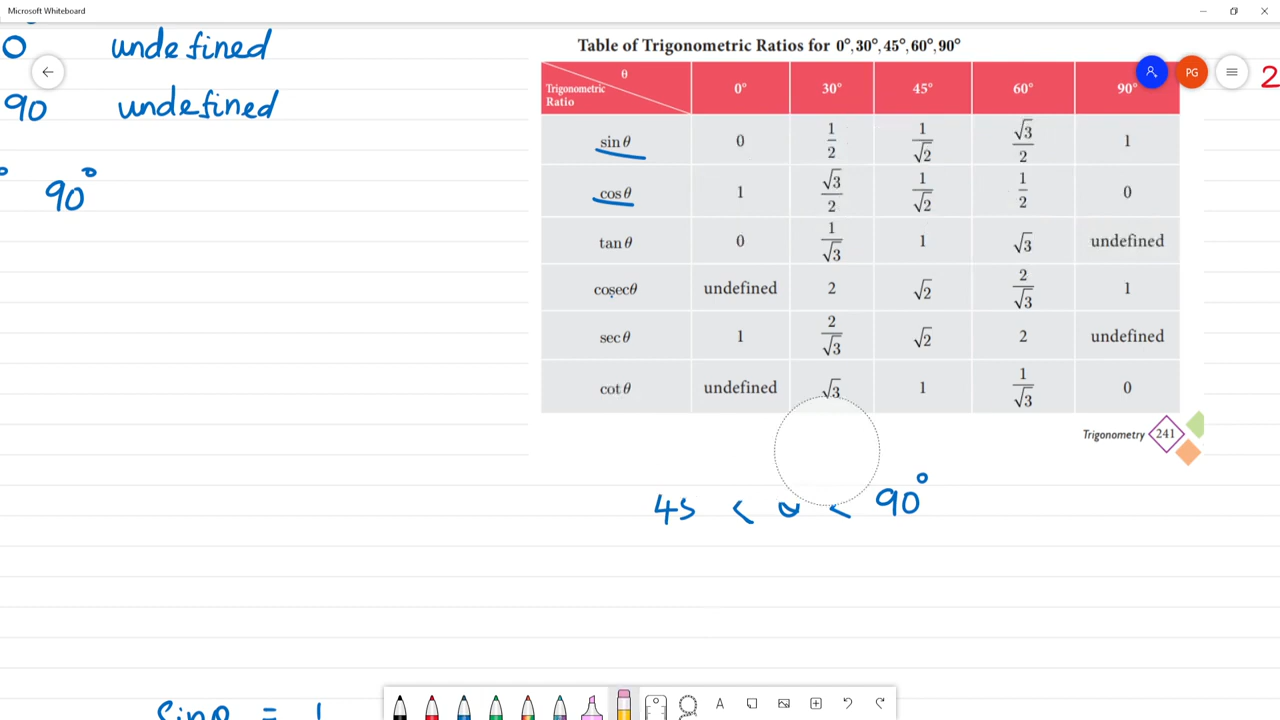 Microsoft Whiteboard
0 undefined
90 undefined
90°
Table of Trigonometric Ratios for 0°, 30°, 45°, 60°, 90°
θ
Trigonometric Ratio 0° 30° 45° 60° 90°
sin θ 0 1/2 1/√2 √3/2 1
cos θ 1 √3/2 1/√2 1/2 0
tan θ 0 1/√3 1 √3 undefined
cosec θ undefined 2 √2 2/√3 1
sec θ 1 2/√3 √2 2 undefined
cot θ undefined √3 1 1/√3 0
PG
2
Trigonometry 241
45 < θ < 90°
A